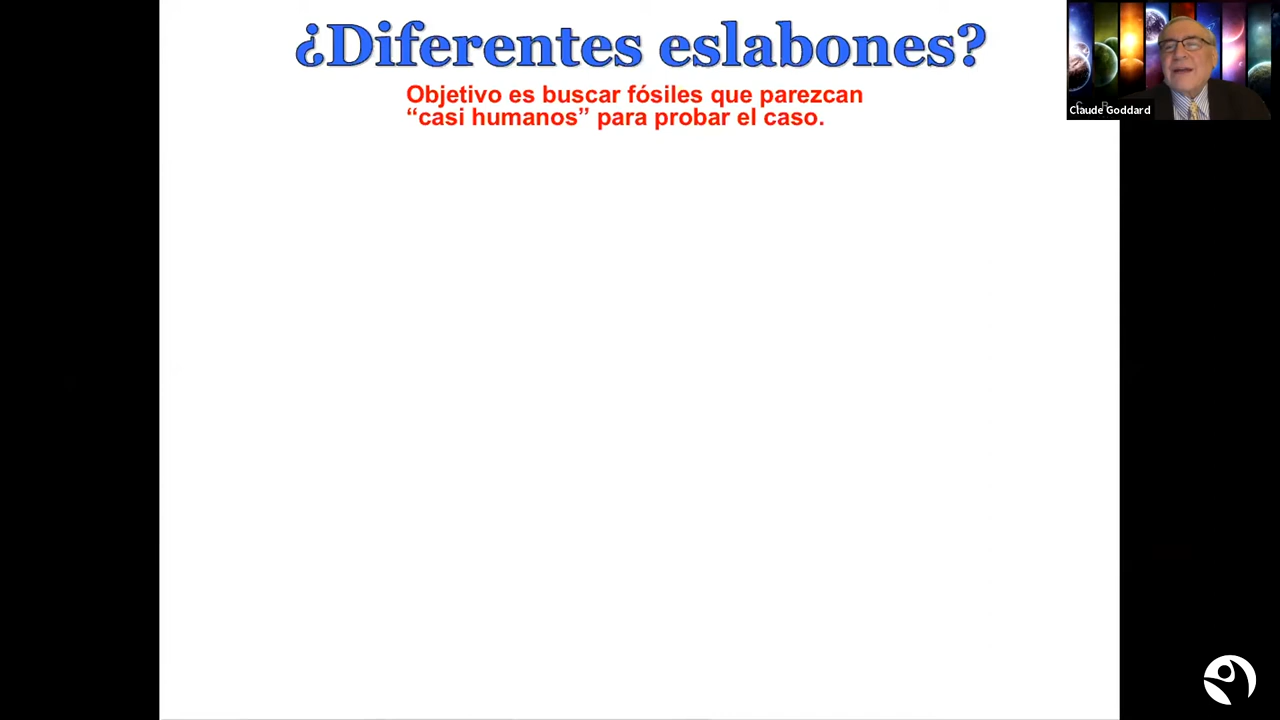 ¿Diferentes eslabones?
Objetivo es buscar fósiles que parezcan
“casi humanos” para probar el caso.
Claude Goddard